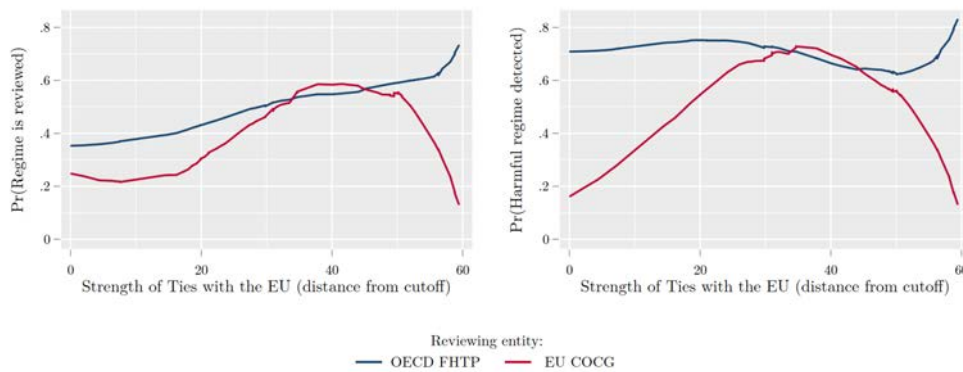 Pr(Regime is reviewed)
.8
.6
.4
.2
0
0 20 40 60
Strength of Ties with the EU (distance from cutoff)
Pr(Harmful regime detected)
.8
.6
.4
.2
0
0 20 40 60
Strength of Ties with the EU (distance from cutoff)
Reviewing entity:
OECD FHTP EU COCG